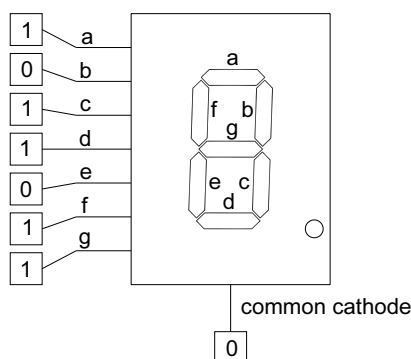 1 a
0 b
1 c
1 d
0 e
1 f
1 g
a
f b
g
e c
d
common cathode
0